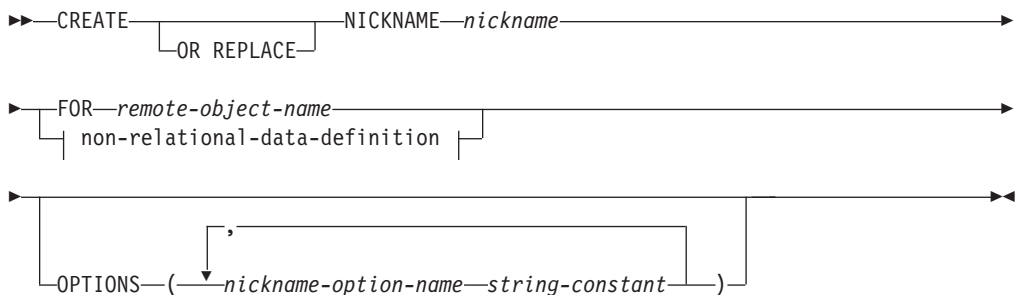 CREATE NICKNAME nickname
OR REPLACE
FOR remote-object-name
non-relational-data-definition
,
OPTIONS ( nickname-option-name string-constant )